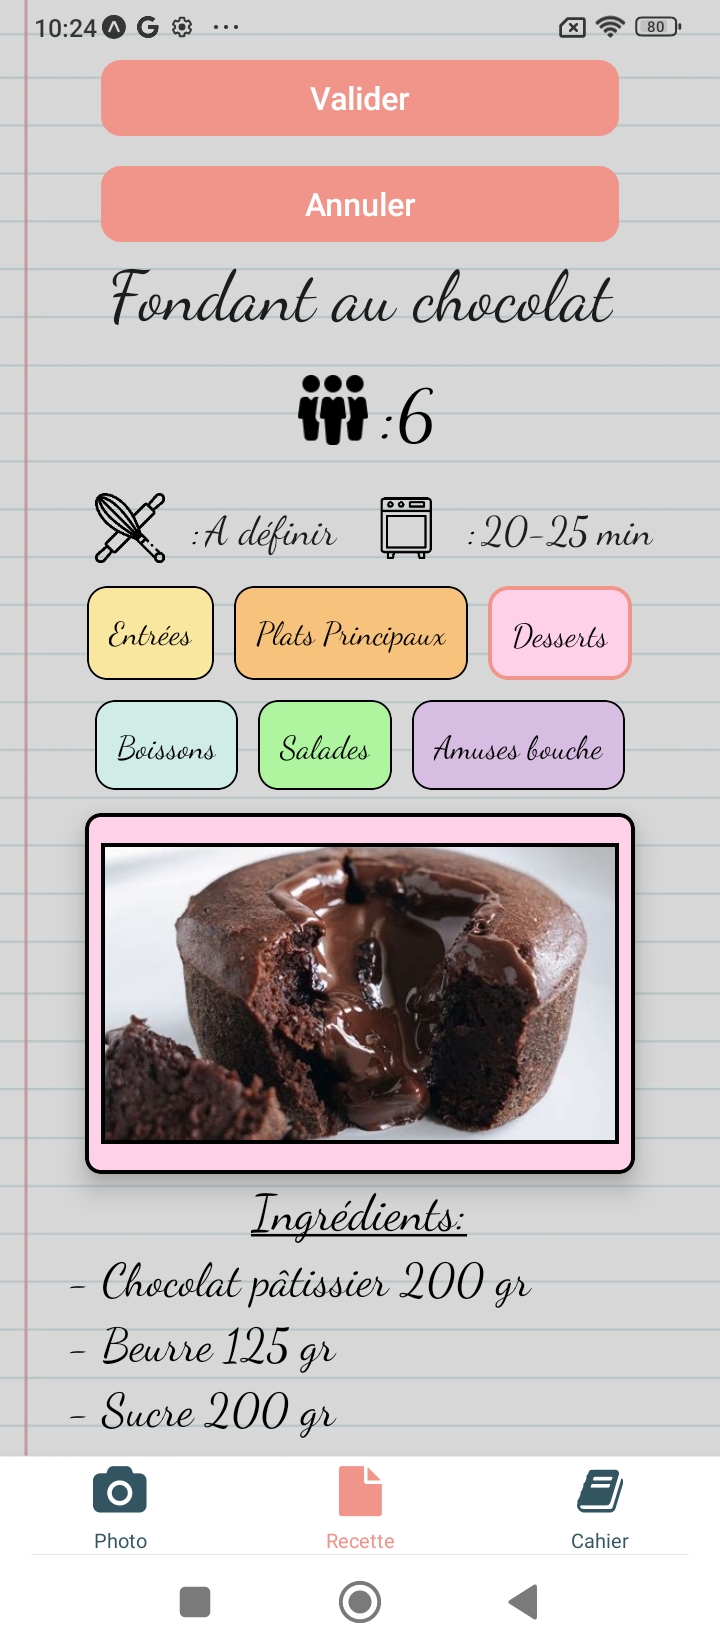 10:24 80
Valider
Annuler
Fondant au chocolat
:6
: A définir : 20-25 min
Entrées Plats Principaux Desserts
Boissons Salades Amuses bouche
Ingrédients:
- Chocolat pâtissier 200 gr
- Beurre 125 gr
- Sucre 200 gr
Photo Recette Cahier